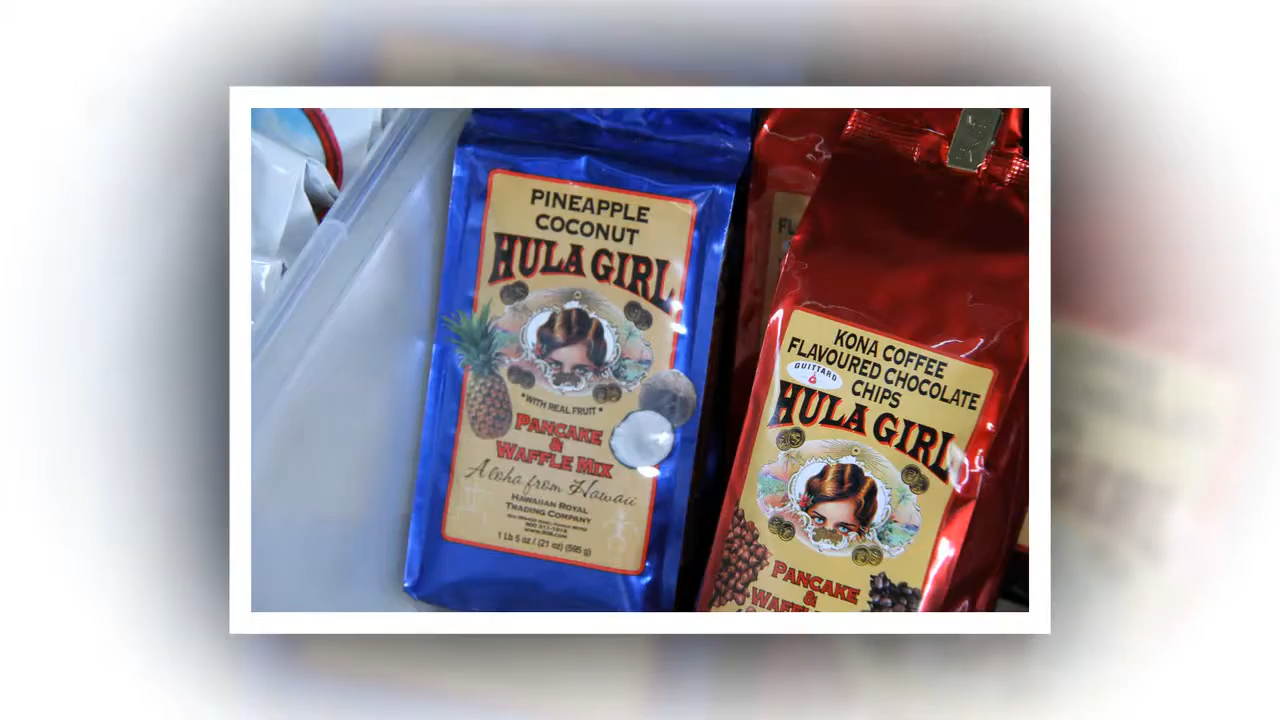 PINEAPPLE
COCONUT
HULA GIRL
"WITH REAL FRUIT"
PANCAKE
&
WAFFLE MIX
Aloha from Hawaii
HAWAIIAN ROYAL
TRADING COMPANY
1 Lb 5 oz / (21 oz) (595 g)
KONA COFFEE
FLAVOURED CHOCOLATE
CHIPS
GUITTARD
HULA GIRL
PANCAKE
&